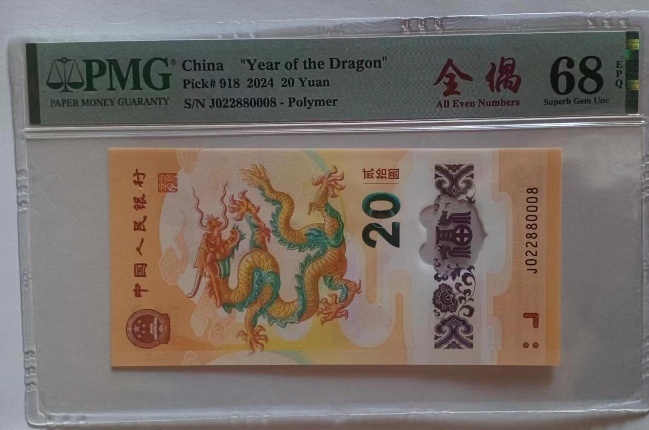 PMG
PAPER MONEY GUARANTY
China "Year of the Dragon"
Pick# 918 2024 20 Yuan
S/N J022880008 - Polymer
全偶
All Even Numbers
68 EPQ
Superb Gem Unc
中国人民银行
贰拾圆
20
福
J022880008